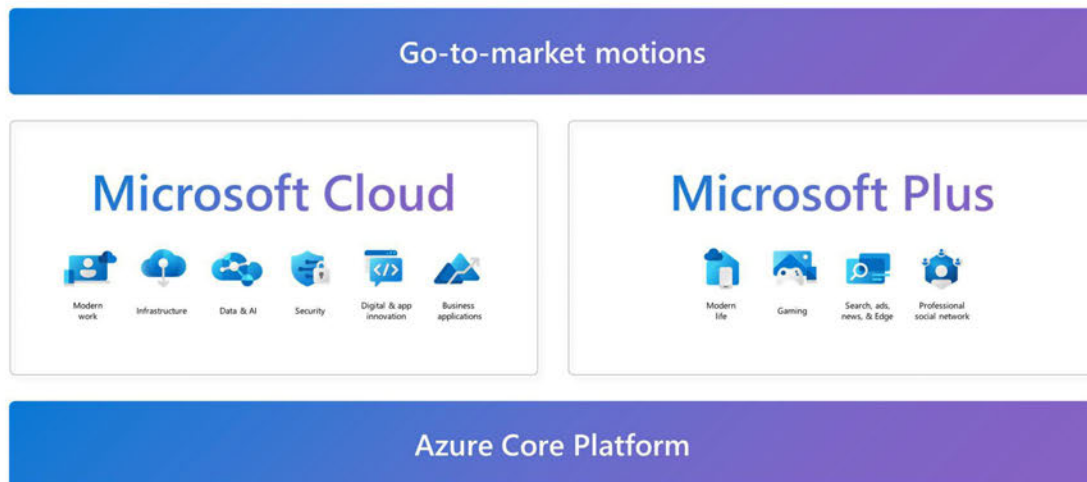 Go-to-market motions
Microsoft Cloud
Modern
work
Infrastructure
Data & AI
Security
Digital & app
innovation
Business
applications
Microsoft Plus
Modern
life
Gaming
Search, ads,
news, & Edge
Professional
social network
Azure Core Platform